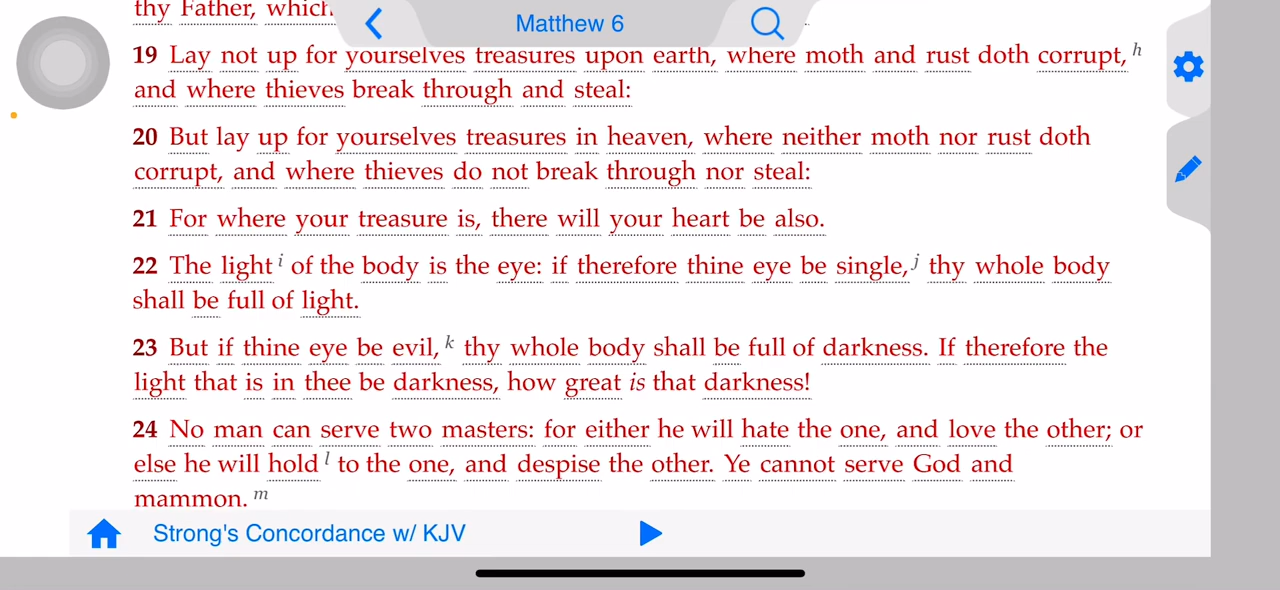 thy Father, which
Matthew 6
19 Lay not up for yourselves treasures upon earth, where moth and rust doth corrupt, h
and where thieves break through and steal:
20 But lay up for yourselves treasures in heaven, where neither moth nor rust doth
corrupt, and where thieves do not break through nor steal:
21 For where your treasure is, there will your heart be also.
22 The light i of the body is the eye: if therefore thine eye be single, j thy whole body
shall be full of light.
23 But if thine eye be evil, k thy whole body shall be full of darkness. If therefore the
light that is in thee be darkness, how great is that darkness!
24 No man can serve two masters: for either he will hate the one, and love the other; or
else he will hold l to the one, and despise the other. Ye cannot serve God and
mammon. m
Strong's Concordance w/ KJV